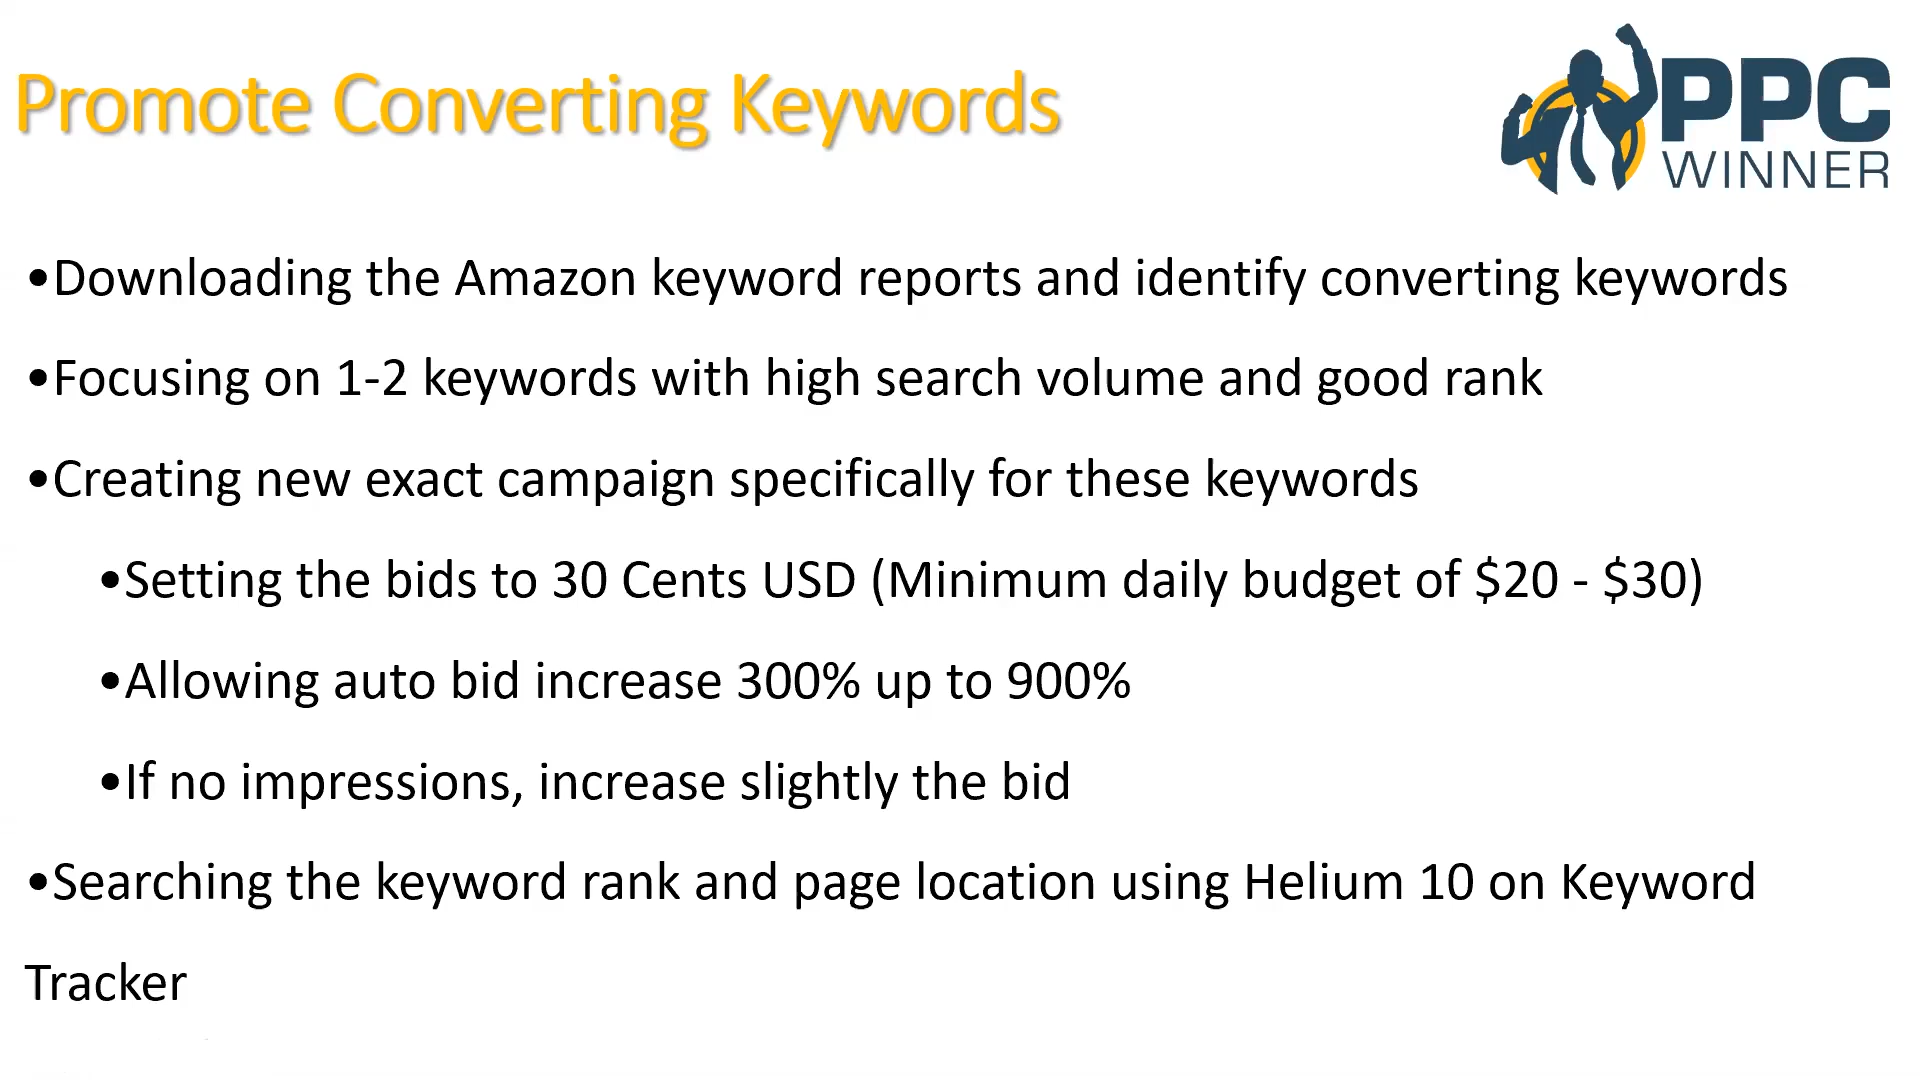 Promote Converting Keywords
PPC
WINNER
•Downloading the Amazon keyword reports and identify converting keywords
•Focusing on 1-2 keywords with high search volume and good rank
•Creating new exact campaign specifically for these keywords
•Setting the bids to 30 Cents USD (Minimum daily budget of $20 - $30)
•Allowing auto bid increase 300% up to 900%
•If no impressions, increase slightly the bid
•Searching the keyword rank and page location using Helium 10 on Keyword
Tracker